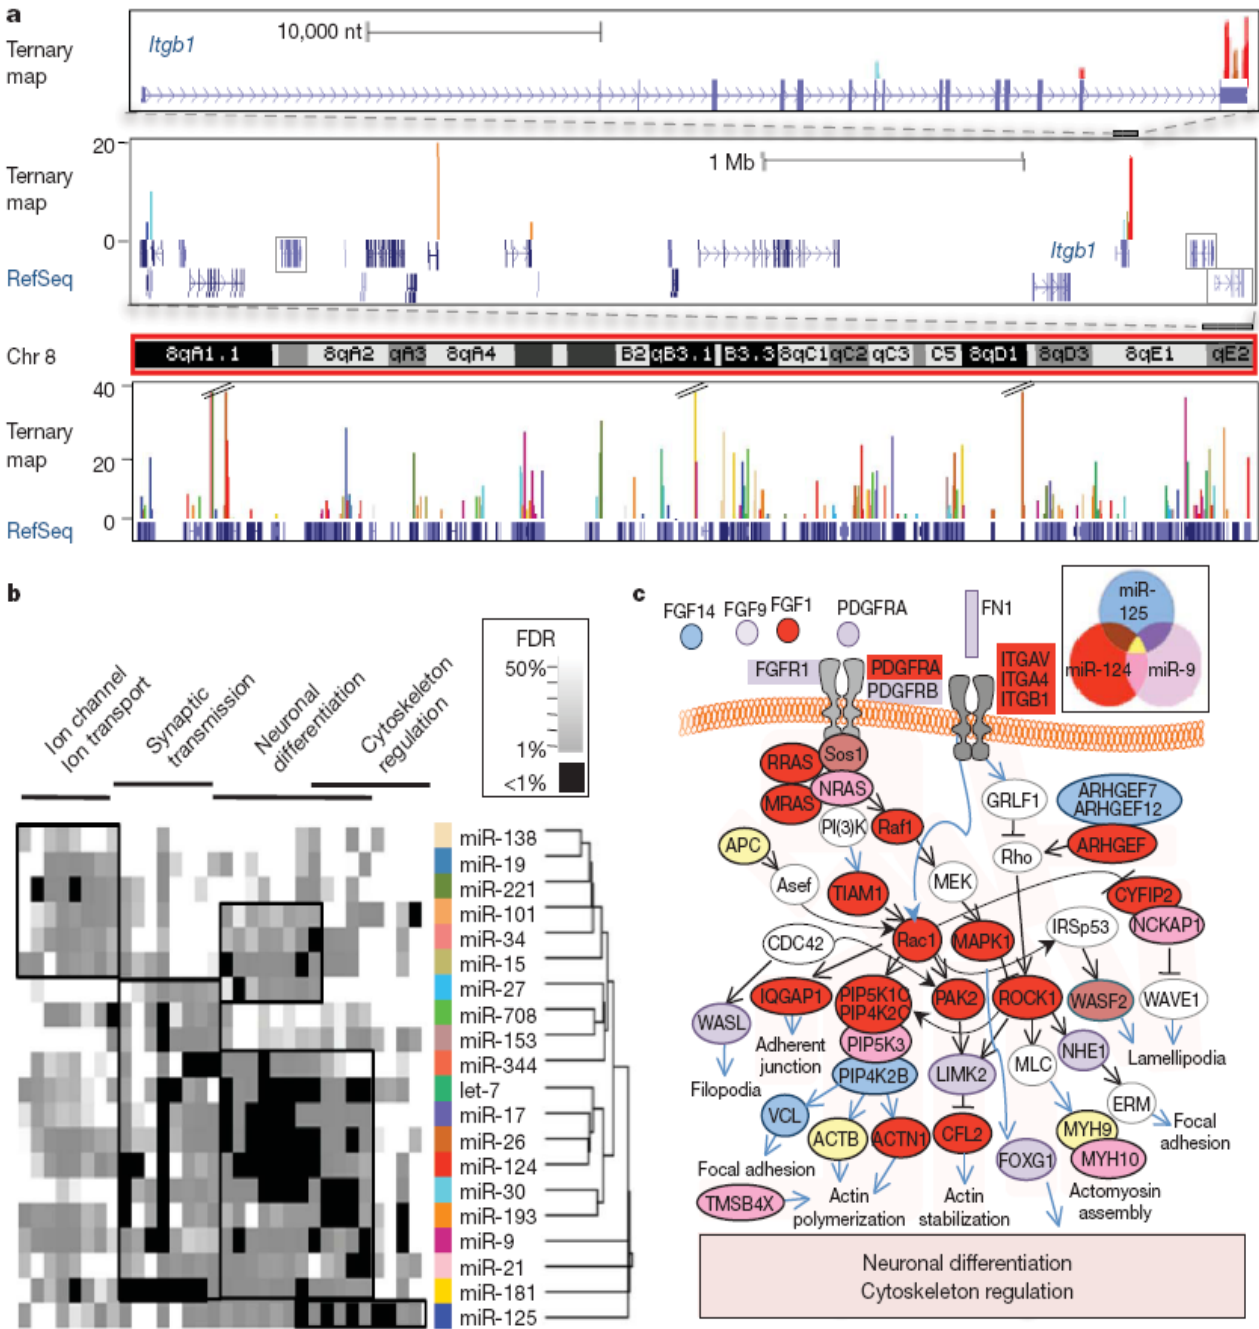 a
Ternary
map
Itgb1
10,000 nt
20
Ternary
map
1 Mb
0
Itgb1
RefSeq
Chr 8
8qA1.1
8qA2
qA3
8qA4
B2
qB3.1
B3.3
8qC1
qC2
qC3
C5
8qD1
8qD3
8qE1
qE2
40
Ternary
map
20
0
RefSeq
b
Ion channel
Ion transport
Synaptic
transmission
Neuronal
differentiation
Cytoskeleton
regulation
FDR
50%
1%
<1%
miR-138
miR-19
miR-221
miR-101
miR-34
miR-15
miR-27
miR-708
miR-153
miR-344
let-7
miR-17
miR-26
miR-124
miR-30
miR-193
miR-9
miR-21
miR-181
miR-125
c
FGF14
FGF9
FGF1
PDGFRA
FN1
miR-
125
miR-124
miR-9
FGFR1
PDGFRA
PDGFRB
ITGAV
ITGA4
ITGB1
RRAS
Sos1
MRAS
NRAS
PI(3)K
Raf1
GRLF1
ARHGEF7
ARHGEF12
APC
Rho
ARHGEF
Asef
TIAM1
MEK
CYFIP2
NCKAP1
CDC42
Rac1
MAPK1
IRSp53
IQGAP1
PIP5K1C
PIP4K2C
PAK2
ROCK1
WASF2
WAVE1
WASL
Adherent
junction
PIP5K3
PIP4K2B
LIMK2
MLC
NHE1
Lamellipodia
Filopodia
VCL
ACTB
ACTN1
CFL2
ERM
MYH9
MYH10
Focal
adhesion
FOXG1
Focal adhesion
TMSB4X
Actin
polymerization
Actin
stabilization
Actomyosin
assembly
Neuronal differentiation
Cytoskeleton regulation